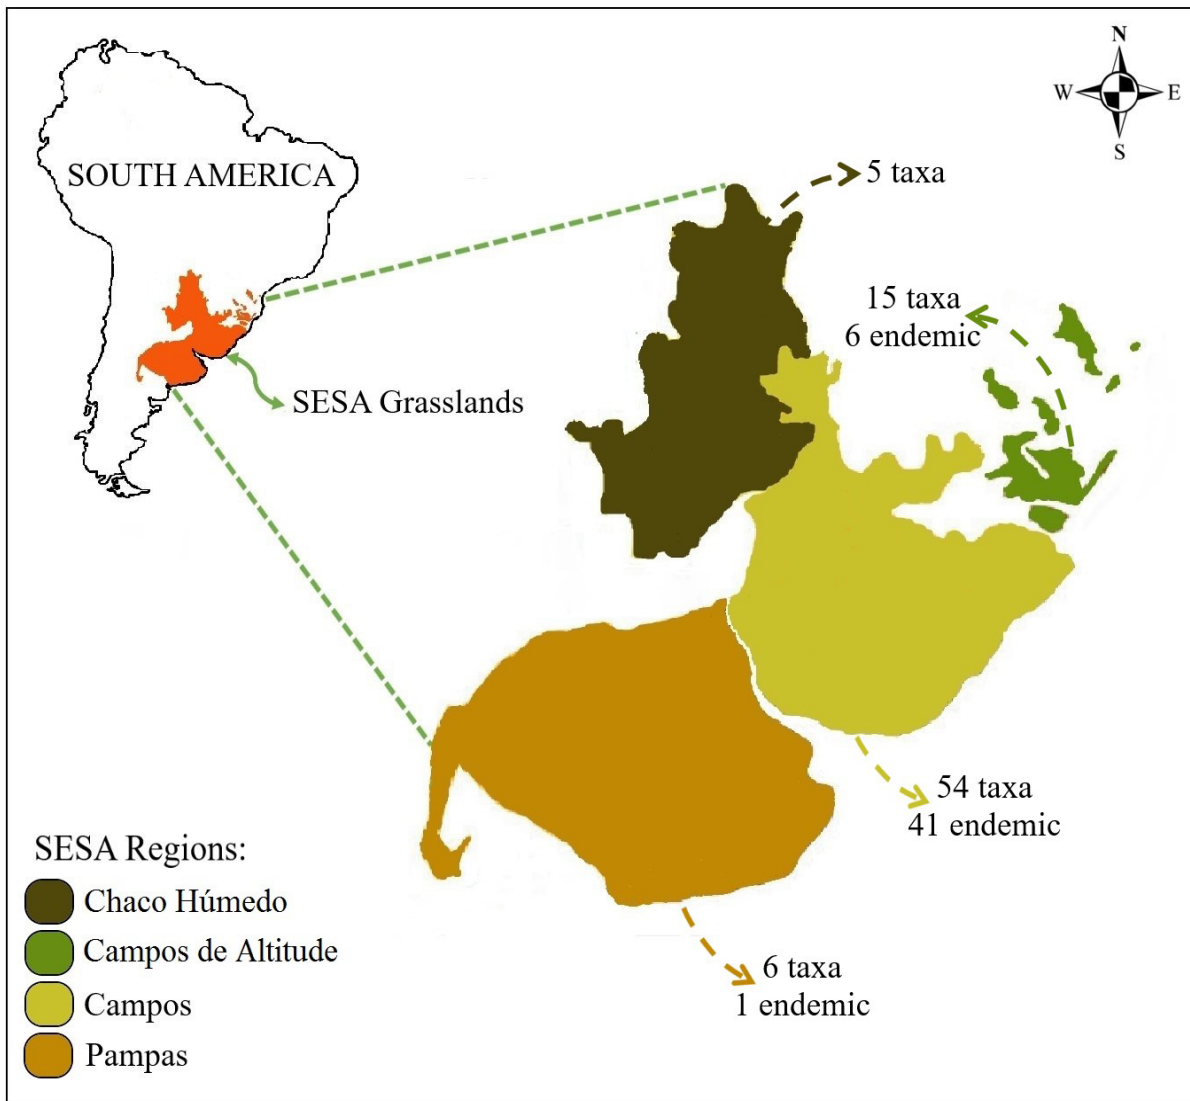 N
W E
S
SOUTH AMERICA
5 taxa
15 taxa
6 endemic
SESA Grasslands
54 taxa
41 endemic
SESA Regions:
Chaco Húmedo
Campos de Altitude
Campos
Pampas
6 taxa
1 endemic